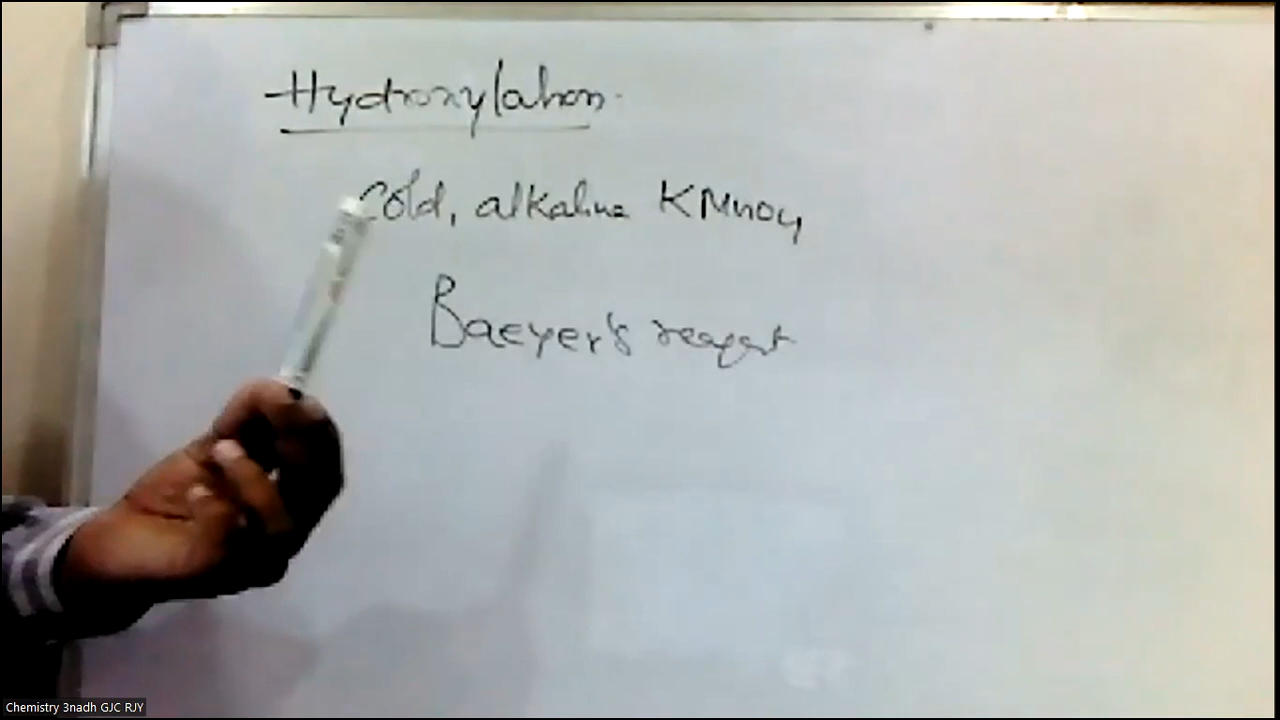 Hydroxylation.
Cold, alkaline KMnO4
Baeyer's reagent
Chemistry 3nadh GJC RJY